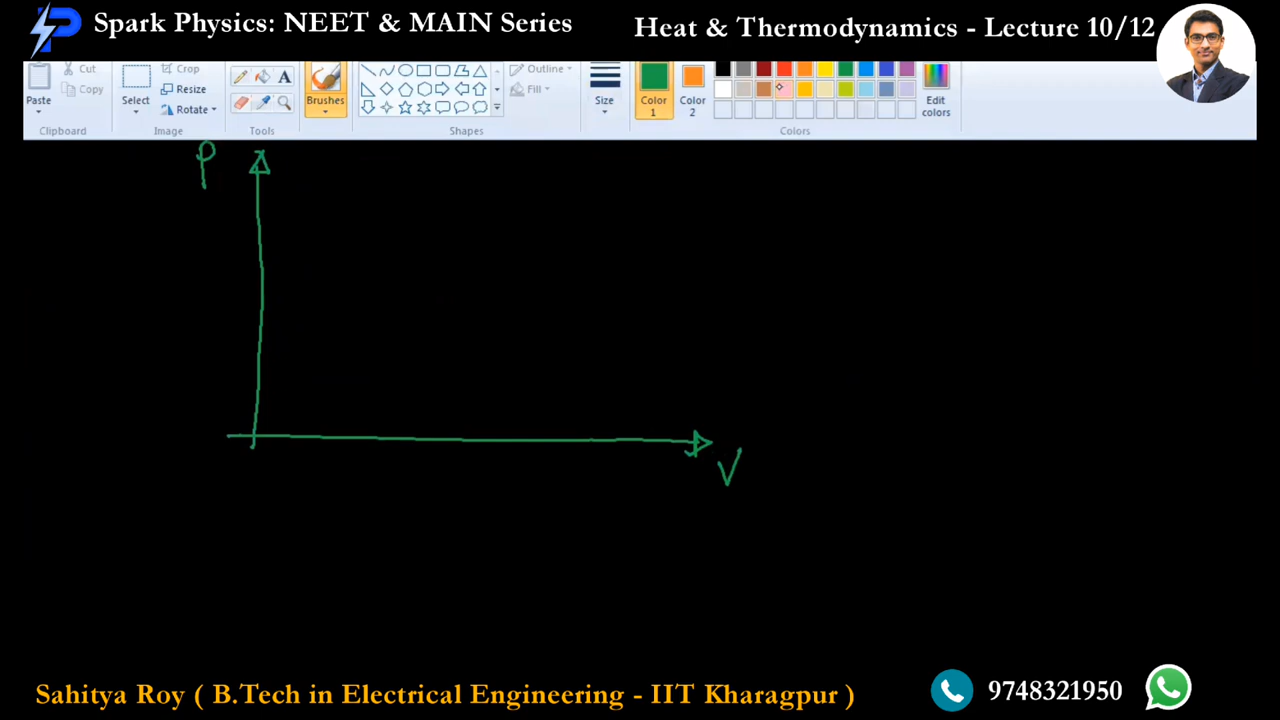 Spark Physics: NEET & MAIN Series
Heat & Thermodynamics - Lecture 10/12
Paste
Cut
Copy
Clipboard
Select
Crop
Resize
Rotate
Image
A
Tools
Brushes
Outline
Fill
Shapes
Size
Color 1
Color 2
Edit colors
Colors
P
V
Sahitya Roy ( B.Tech in Electrical Engineering - IIT Kharagpur )
9748321950